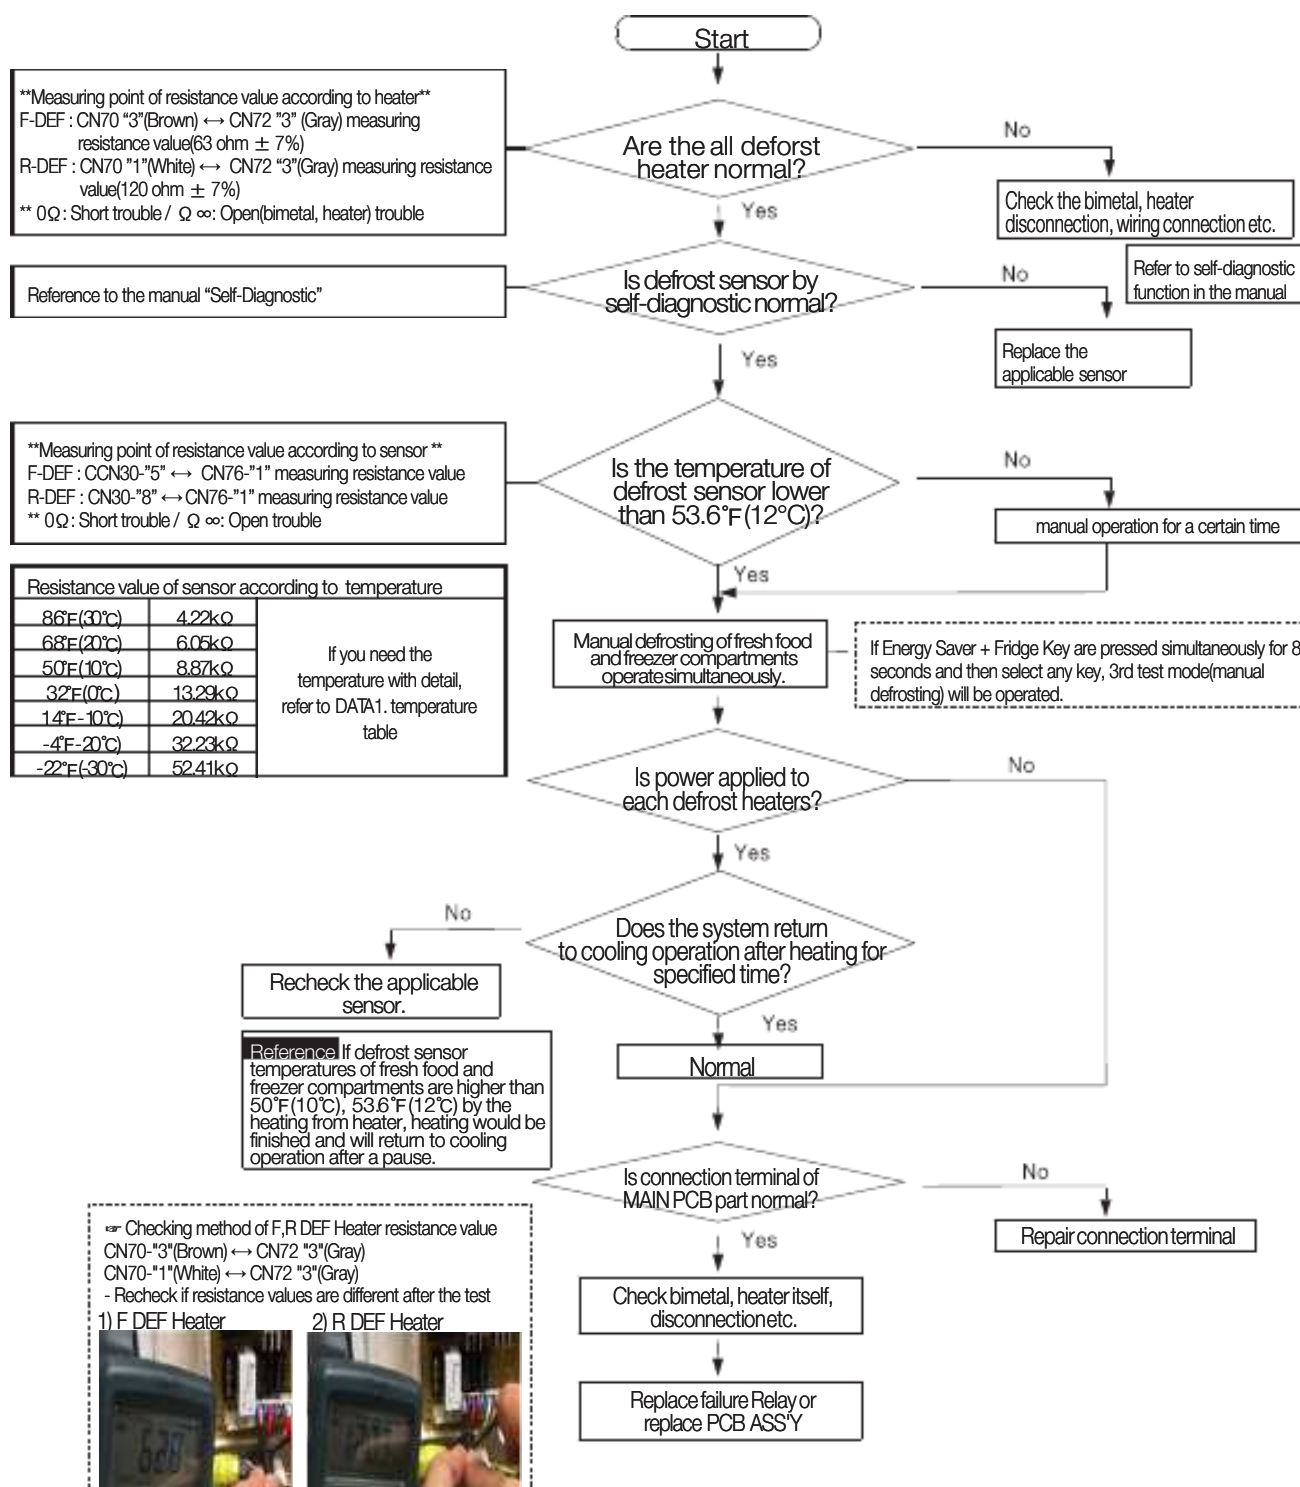 Start
**Measuring point of resistance value according to heater**
F-DEF : CN70 “3”(Brown) ↔ CN72 ”3” (Gray) measuring
resistance value(63 ohm ± 7%)
R-DEF : CN70 ”1”(White) ↔ CN72 “3”(Gray) measuring resistance
value(120 ohm ± 7%)
** 0Ω : Short trouble / Ω ∞: Open(bimetal, heater) trouble
Are the all deforst
heater normal?
No
Yes
Check the bimetal, heater
disconnection, wiring connection etc.
Reference to the manual “Self-Diagnostic”
Is defrost sensor by
self-diagnostic normal?
No
Yes
Refer to self-diagnostic
function in the manual
Replace the
applicable sensor
**Measuring point of resistance value according to sensor **
F-DEF : CCN30-”5” ↔ CN76-”1” measuring resistance value
R-DEF : CN30-”8” ↔ CN76-”1” measuring resistance value
** 0Ω : Short trouble / Ω ∞: Open trouble
Is the temperature of
defrost sensor lower
than 53.6°F(12°C)?
No
Yes
manual operation for a certain time
Resistance value of sensor according to temperature
86°F(30°C) 4.22kΩ
68°F(20°C) 6.05kΩ
50°F(10°C) 8.87kΩ
32°F(0°C) 13.29kΩ
14°F-10°C) 20.42kΩ
-4°F-20°C) 32.23kΩ
-22°F(-30°C) 52.41kΩ
If you need the
temperature with detail,
refer to DATA1. temperature
table
Manual defrosting of fresh food
and freezer compartments
operate simultaneously.
If Energy Saver + Fridge Key are pressed simultaneously for 8
seconds and then select any key, 3rd test mode(manual
defrosting) will be operated.
Is power applied to
each defrost heaters?
No
Yes
Does the system return
to cooling operation after heating for
specified time?
No
Yes
Recheck the applicable
sensor.
Reference If defrost sensor
temperatures of fresh food and
freezer compartments are higher than
50°F(10°C), 53.6°F(12°C) by the
heating from heater, heating would be
finished and will return to cooling
operation after a pause.
Normal
Is connection terminal of
MAIN PCB part normal?
No
Yes
Repair connection terminal
☞ Checking method of F,R DEF Heater resistance value
CN70-"3"(Brown) ↔ CN72 "3"(Gray)
CN70-"1"(White) ↔ CN72 "3"(Gray)
- Recheck if resistance values are different after the test
1) F DEF Heater
2) R DEF Heater
Check bimetal, heater itself,
disconnection etc.
Replace failure Relay or
replace PCB ASS'Y